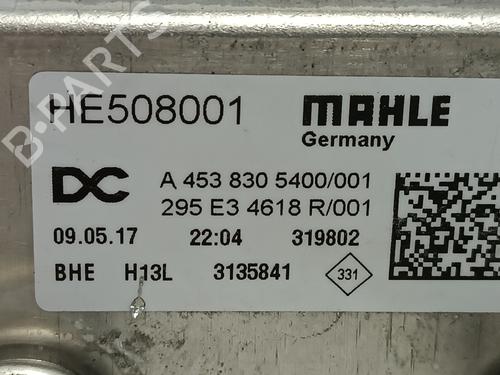 B-PARTS
HE508001
MAHLE
Germany
DC
A 453 830 5400/001
295 E3 4618 R/001
09.05.17 22:04 319802
BHE H13L 3135841 331